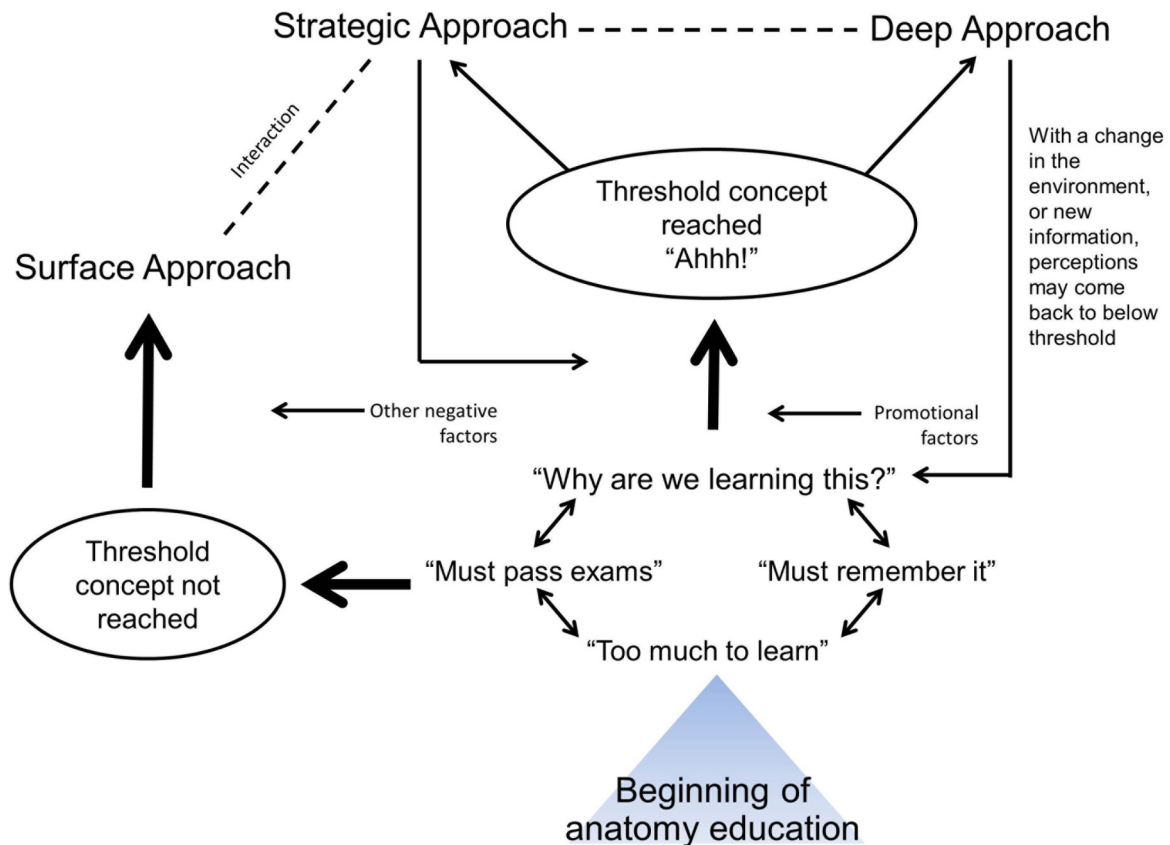 Strategic Approach
Deep Approach
Interaction
Surface Approach
Threshold concept
reached
“Ahhh!”
With a change
in the
environment,
or new
information,
perceptions
may come
back to below
threshold
Other negative
factors
Promotional
factors
“Why are we learning this?”
Threshold
concept not
reached
“Must pass exams”
“Must remember it”
“Too much to learn”
Beginning of
anatomy education